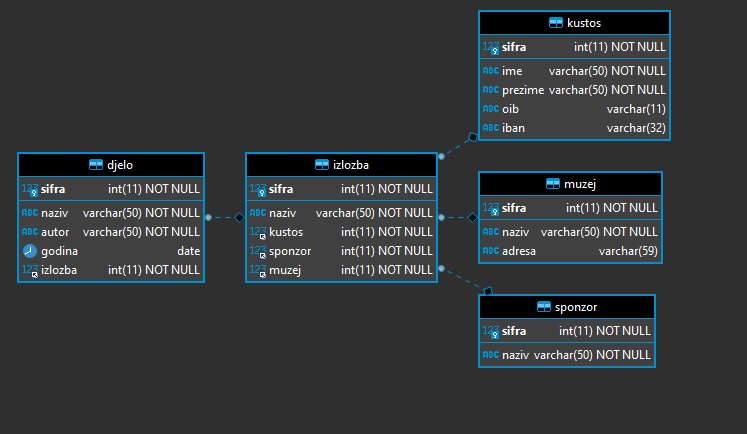 kustos
123 sifra int(11) NOT NULL
ABC ime varchar(50) NOT NULL
ABC prezime varchar(50) NOT NULL
ABC oib varchar(11)
ABC iban varchar(32)
djelo
123 sifra int(11) NOT NULL
ABC naziv varchar(50) NOT NULL
ABC autor varchar(50) NOT NULL
godina date
123 izlozba int(11) NOT NULL
izlozba
123 sifra int(11) NOT NULL
ABC naziv varchar(50) NOT NULL
123 kustos int(11) NOT NULL
123 sponzor int(11) NOT NULL
123 muzej int(11) NOT NULL
muzej
123 sifra int(11) NOT NULL
ABC naziv varchar(50) NOT NULL
ABC adresa varchar(59)
sponzor
123 sifra int(11) NOT NULL
ABC naziv varchar(50) NOT NULL